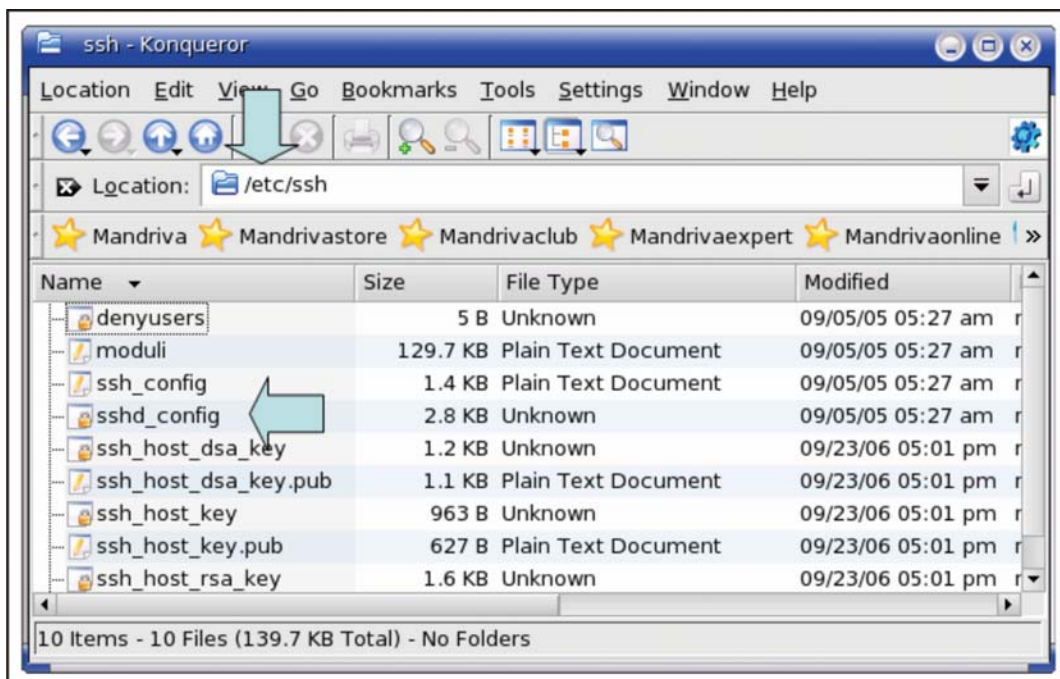 ssh - Konqueror
Location Edit View Go Bookmarks Tools Settings Window Help
Location: /etc/ssh
Mandriva Mandrivastore Mandrivaclub Mandrivaexpert Mandrivaonline »
Name Size File Type Modified
denyusers 5 B Unknown 09/05/05 05:27 am
moduli 129.7 KB Plain Text Document 09/05/05 05:27 am
ssh_config 1.4 KB Plain Text Document 09/05/05 05:27 am
sshd_config 2.8 KB Unknown 09/05/05 05:27 am
ssh_host_dsa_key 1.2 KB Unknown 09/23/06 05:01 pm
ssh_host_dsa_key.pub 1.1 KB Plain Text Document 09/23/06 05:01 pm
ssh_host_key 963 B Unknown 09/23/06 05:01 pm
ssh_host_key.pub 627 B Plain Text Document 09/23/06 05:01 pm
ssh_host_rsa_key 1.6 KB Unknown 09/23/06 05:01 pm
10 Items - 10 Files (139.7 KB Total) - No Folders